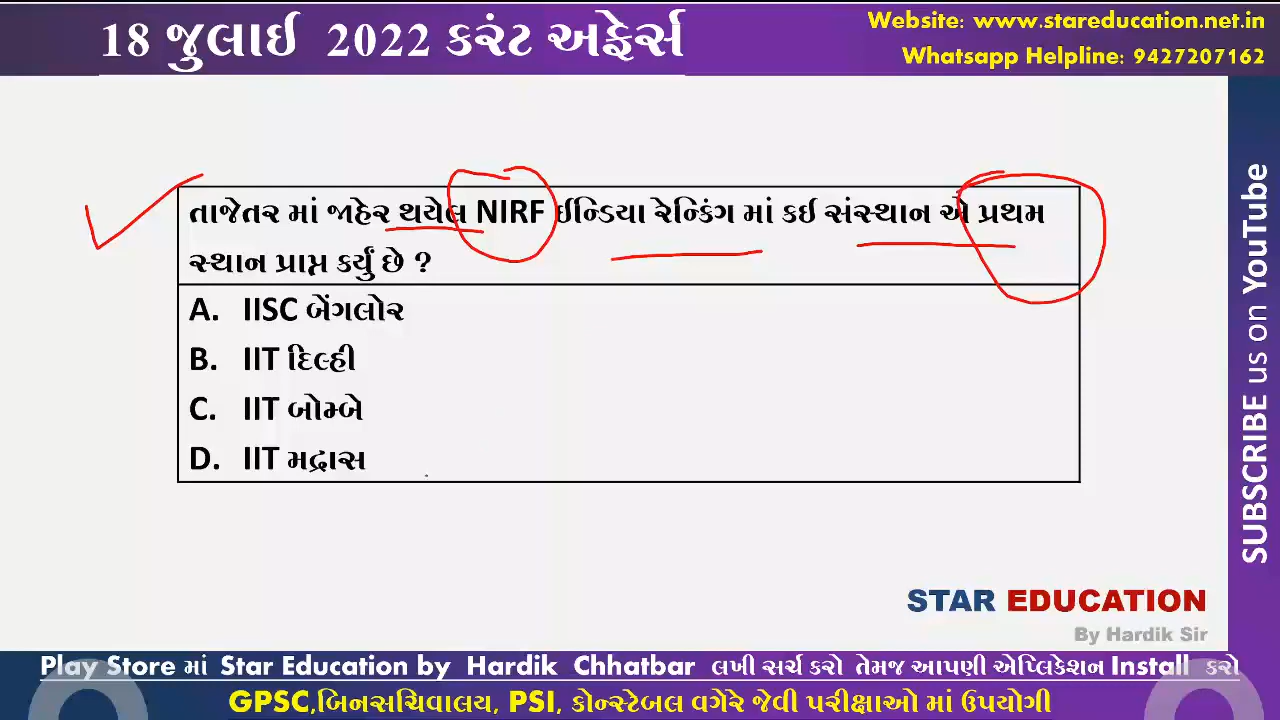 18 જુલાઈ 2022 કરંટ અફેર્સ
Website: www.stareducation.net.in
Whatsapp Helpline: 9427207162
તાજેતર માં જાહેર થયેલ NIRF ઈન્ડિયા રેન્કિંગ માં કઈ સંસ્થાન એ પ્રથમ
સ્થાન પ્રાપ્ત કર્યું છે ?
A. IISC બેંગલોર
B. IIT દિલ્હી
C. IIT બોમ્બે
D. IIT મદ્રાસ
SUBSCRIBE us on YouTube
STAR EDUCATION
By Hardik Sir
Play Store માં Star Education by Hardik Chhatbar લખી સર્ચ કરો તેમજ આપણી એપ્લિકેશન Install કરો
GPSC,બિનસચિવાલય, PSI, કોન્સ્ટેબલ વગેરે જેવી પરીક્ષાઓ માં ઉપયોગી